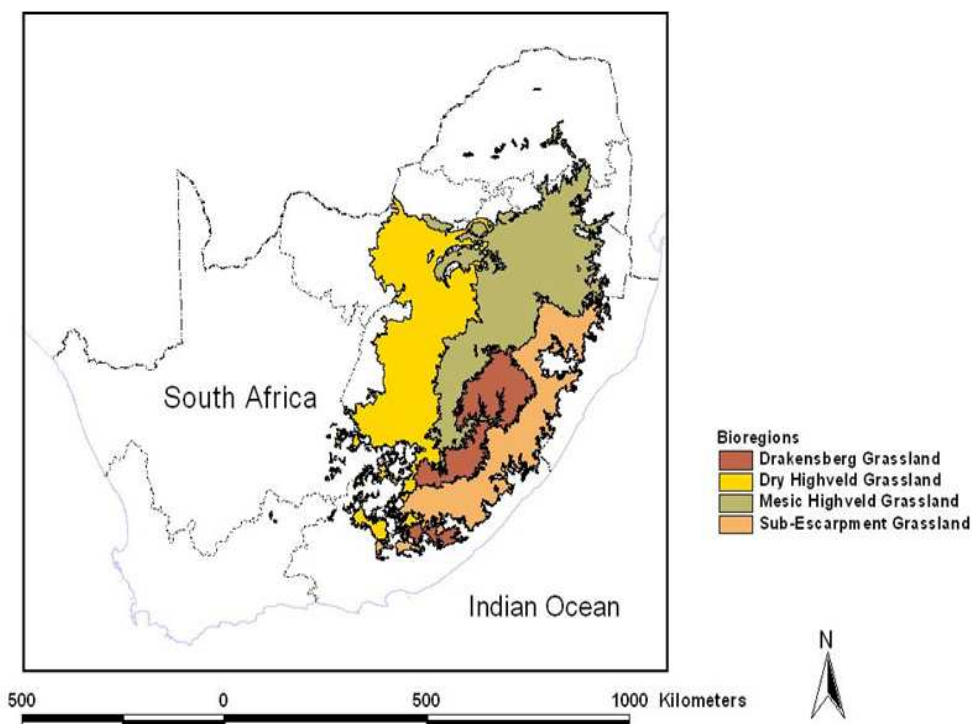 South Africa
Indian Ocean
Bioregions
Drakensberg Grassland
Dry Highveld Grassland
Mesic Highveld Grassland
Sub-Escarpment Grassland
N
500 0 500 1000 Kilometers